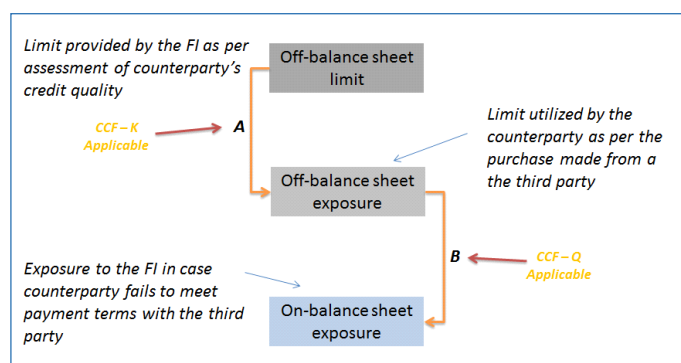 Limit provided by the FI as per
assessment of counterparty's
credit quality
Off-balance sheet
limit
CCF – K
Applicable
A
Limit utilized by the
counterparty as per the
purchase made from a
the third party
Off-balance sheet
exposure
B
CCF – Q
Applicable
Exposure to the FI in case
counterparty fails to meet
payment terms with the third
party
On-balance sheet
exposure